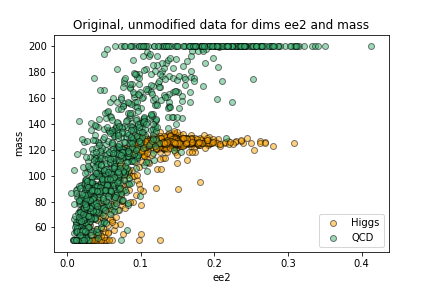 Original, unmodified data for dims ee2 and mass
200
180
160
140
120
100
80
60
mass
0.0 0.1 0.2 0.3 0.4
ee2
Higgs
QCD